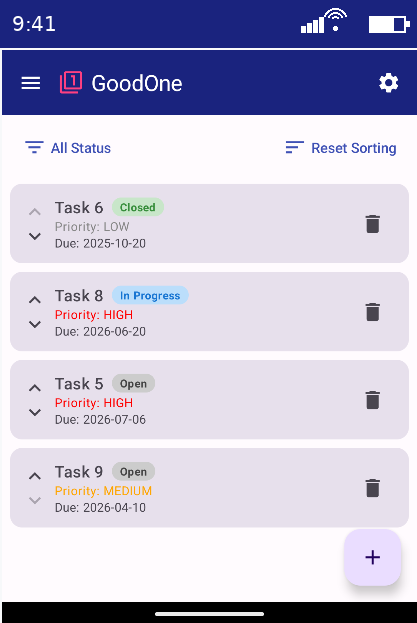 9:41
1 GoodOne
All Status Reset Sorting
Task 6 Closed
Priority: LOW
Due: 2025-10-20
Task 8 In Progress
Priority: HIGH
Due: 2026-06-20
Task 5 Open
Priority: HIGH
Due: 2026-07-06
Task 9 Open
Priority: MEDIUM
Due: 2026-04-10
+